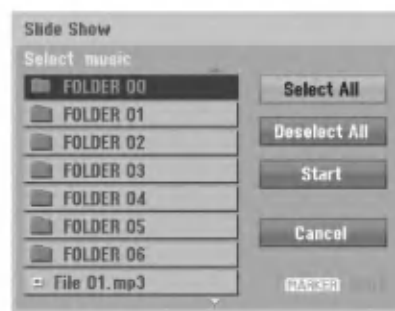 Slide Show
Select music
FOLDER 00
FOLDER 01
FOLDER 02
FOLDER 03
FOLDER 04
FOLDER 05
FOLDER 06
File 01.mp3
Select All
Deselect All
Start
Cancel
MARKER